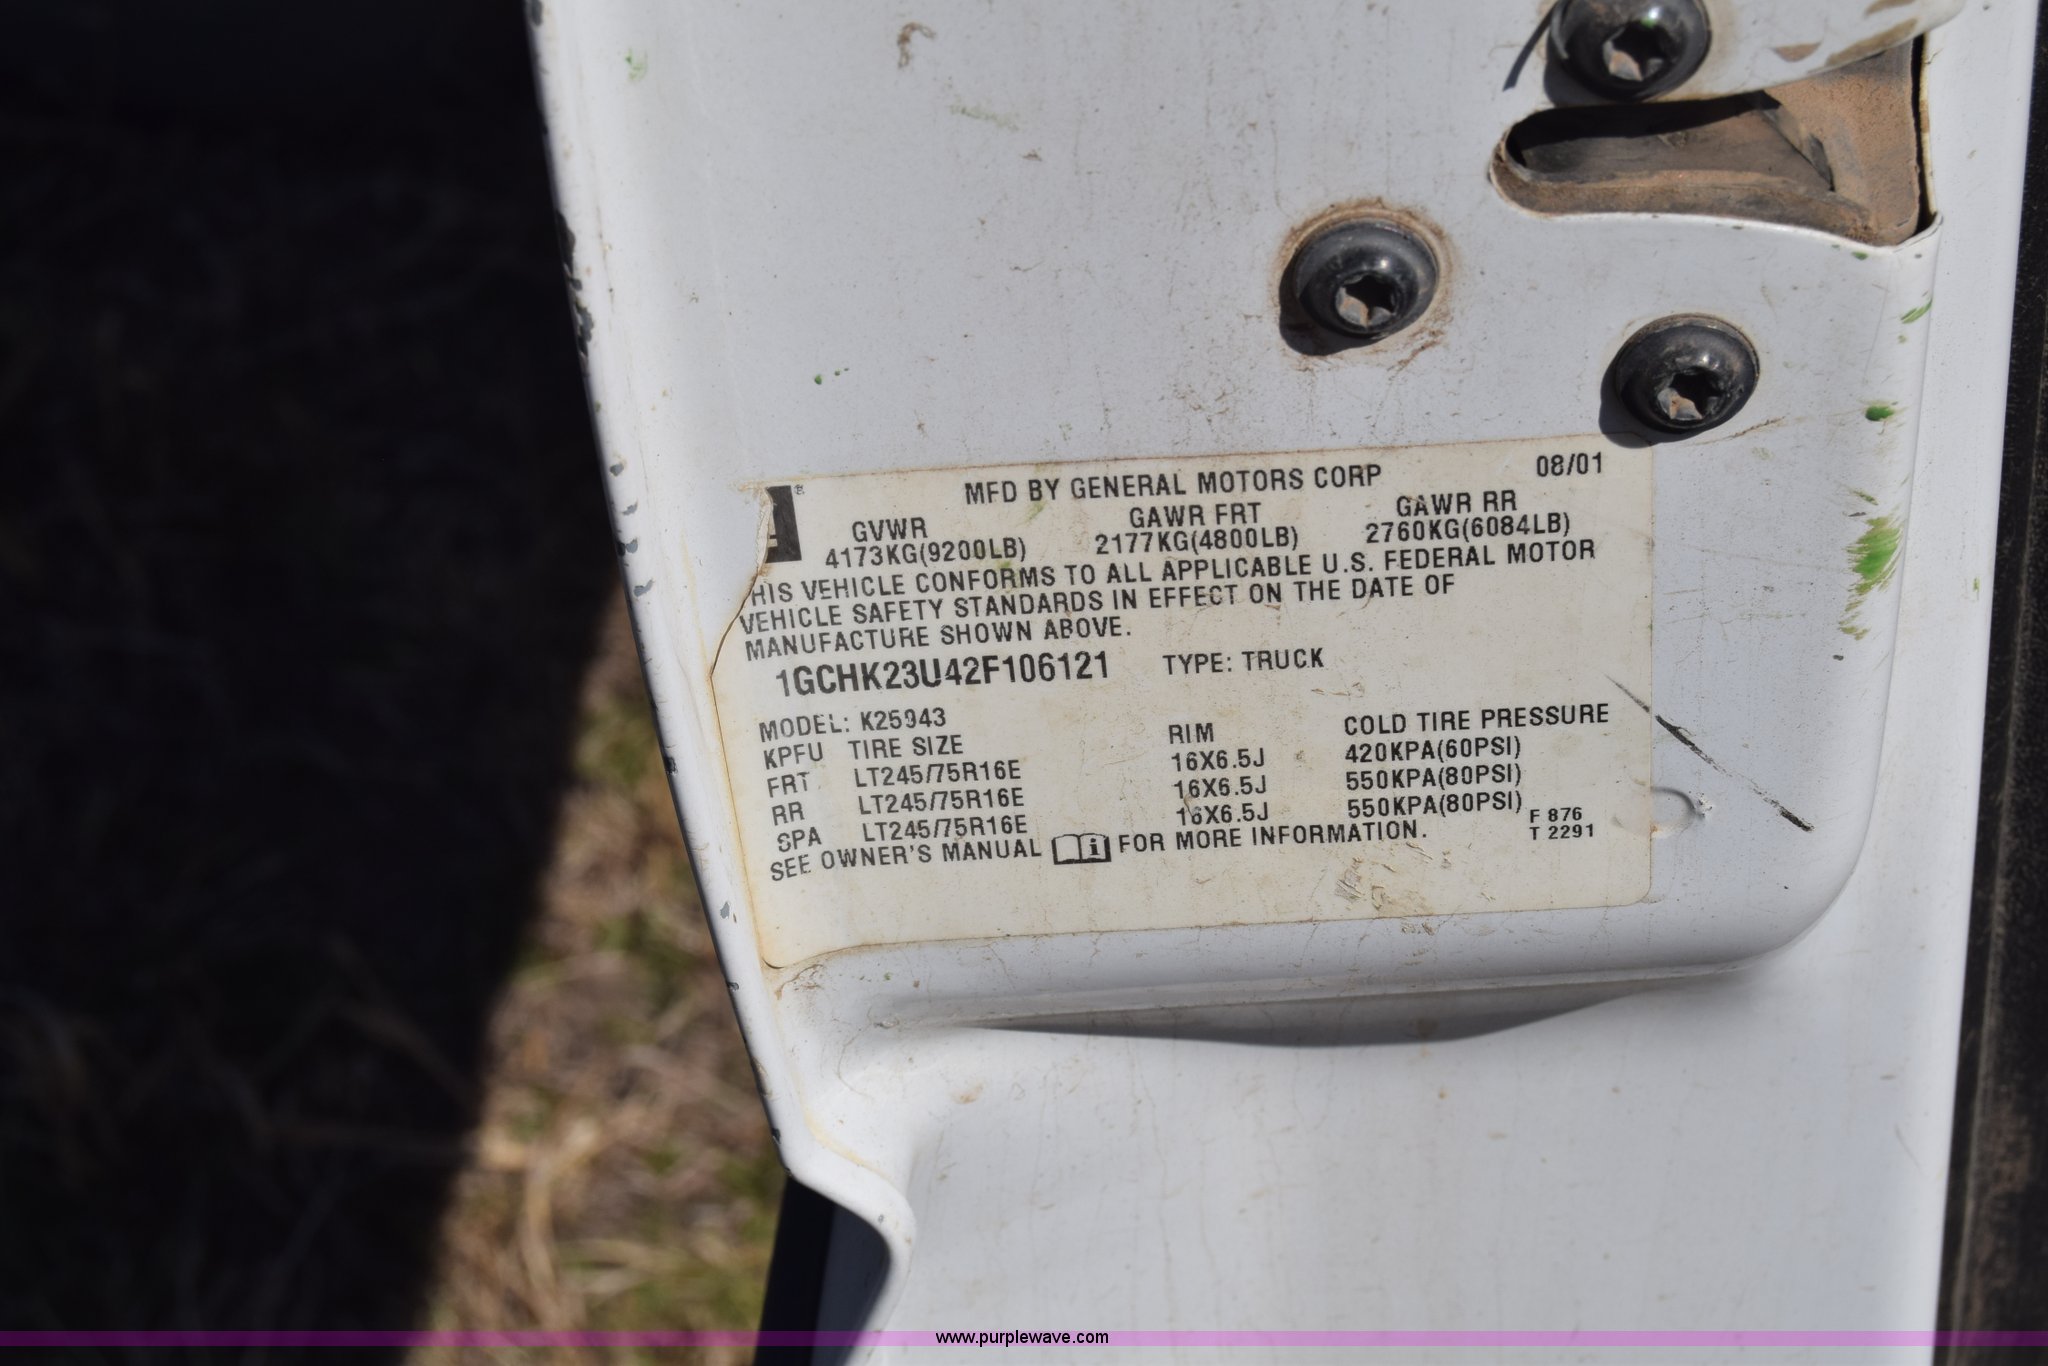 MFD BY GENERAL MOTORS CORP 08/01
GVWR GAWR FRT GAWR RR
4173KG(9200LB) 2177KG(4800LB) 2760KG(6084LB)
HIS VEHICLE CONFORMS TO ALL APPLICABLE U.S. FEDERAL MOTOR
VEHICLE SAFETY STANDARDS IN EFFECT ON THE DATE OF
MANUFACTURE SHOWN ABOVE.
1GCHK23U42F106121 TYPE: TRUCK
MODEL: K25943
KPFU TIRE SIZE RIM COLD TIRE PRESSURE
FRT LT245/75R16E 16X6.5J 420KPA(60PSI)
RR LT245/75R16E 16X6.5J 550KPA(80PSI)
SPA LT245/75R16E 16X6.5J 550KPA(80PSI)
SEE OWNER'S MANUAL i FOR MORE INFORMATION.
F 876
T 2291
www.purplewave.com